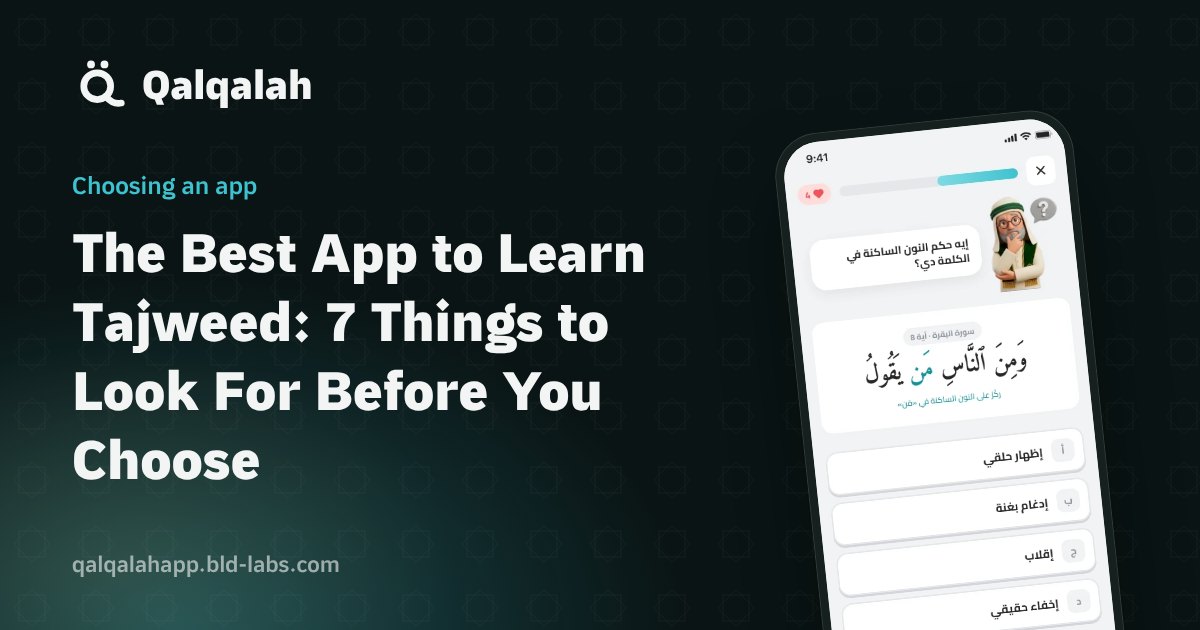 Qalqalah
Choosing an app
The Best App to Learn
Tajweed: 7 Things to
Look For Before You
Choose
qalqalahapp.bld-labs.com
9:41
4
إيه حكم النون الساكنة في
الكلمة دي؟
سورة البقرة · آية 8
وَمِنَ ٱلنَّاسِ مَن يَقُولُ
ركّز على النون الساكنة في «مَن»
أ إظهار حلقي
ب إدغام بغنة
ج إقلاب
د إخفاء حقيقي